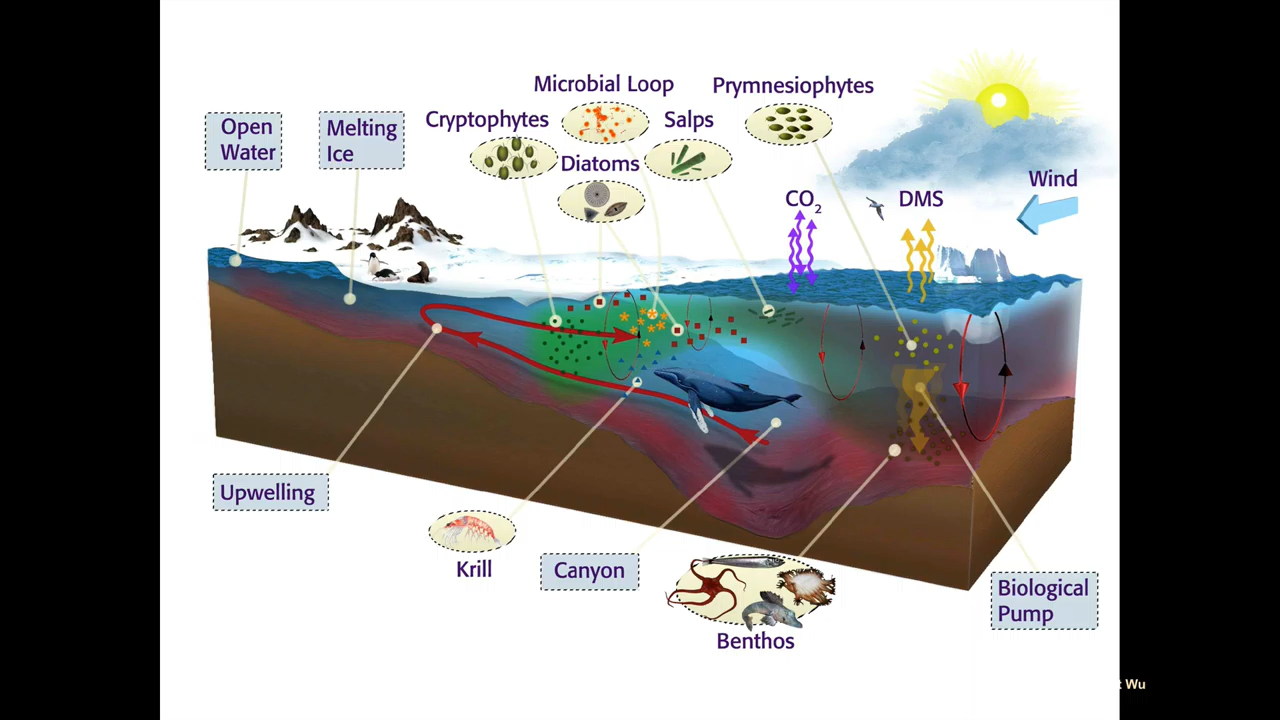 Microbial Loop
Prymnesiophytes
Cryptophytes
Salps
Open
Water
Melting
Ice
Diatoms
Wind
CO₂
DMS
Upwelling
Krill
Canyon
Biological
Pump
Benthos
Wu